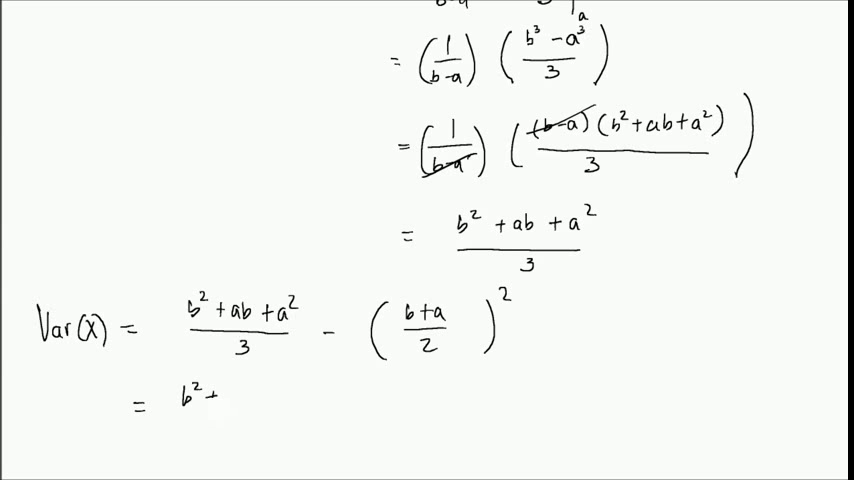 = (1/(b-a)) ((b³ - a³)/3)
= (1/(b-a)) ((b-a)(b² + ab + a²)/3)
= (b² + ab + a²)/3
Var(X) = (b² + ab + a²)/3 - ((b+a)/2)²
= b² +